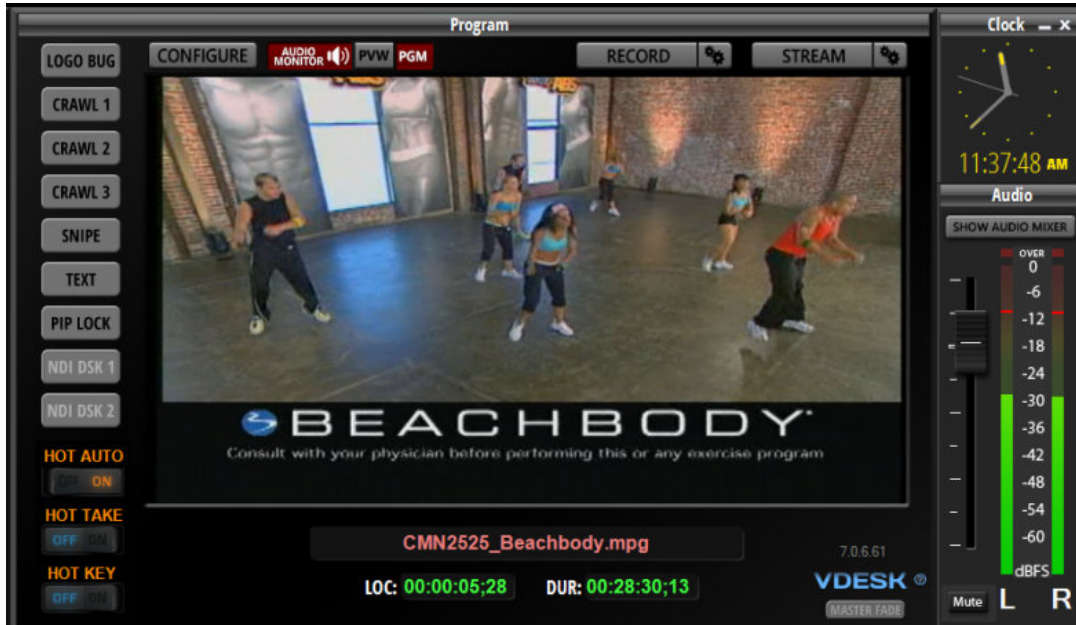 Program
Clock
LOGO BUG
CONFIGURE
AUDIO MONITOR
PVW
PGM
RECORD
STREAM
CRAWL 1
CRAWL 2
CRAWL 3
SNIPE
TEXT
PIP LOCK
NDI DSK 1
NDI DSK 2
HOT AUTO
OFF ON
HOT TAKE
OFF ON
HOT KEY
OFF ON
BEACHBODY
Consult with your physician before performing this or any exercise program
CMN2525_Beachbody.mpg
LOC: 00:00:05;28
DUR: 00:28:30;13
7.0.6.61
VDESK
MASTER FADE
11:37:48 AM
Audio
SHOW AUDIO MIXER
OVER
0
-6
-12
-18
-24
-30
-36
-42
-48
-54
-60
dBFS
Mute
L
R